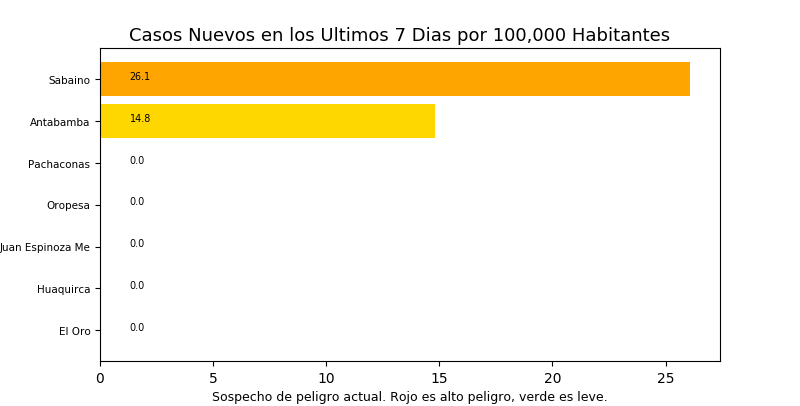 Casos Nuevos en los Ultimos 7 Dias por 100,000 Habitantes
Sabaino 26.1
Antabamba 14.8
Pachaconas 0.0
Oropesa 0.0
Juan Espinoza Me 0.0
Huaquirca 0.0
El Oro 0.0
0 5 10 15 20 25
Sospecho de peligro actual. Rojo es alto peligro, verde es leve.